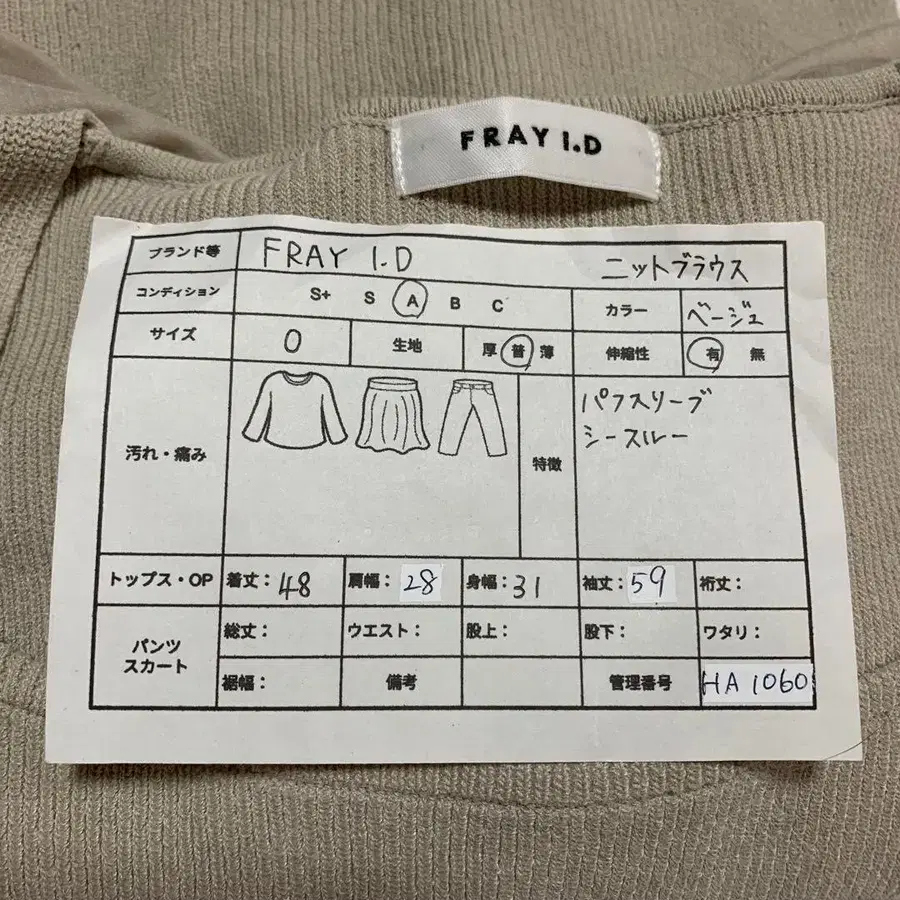 FRAY I.D
ブランド等 FRAY I.D ニットブラウス
コンディション S+ S A B C カラー ベージュ
サイズ 0 生地 厚 普 薄 伸縮性 有 無
汚れ・痛み 特徴 パフスリーブ
シースルー
トップス・OP 着丈：48 肩幅：28 身幅：31 袖丈：59 裄丈：
パンツ スカート 総丈： ウエスト： 股上： 股下： ワタリ：
裾幅： 備考 管理番号 HA 1060